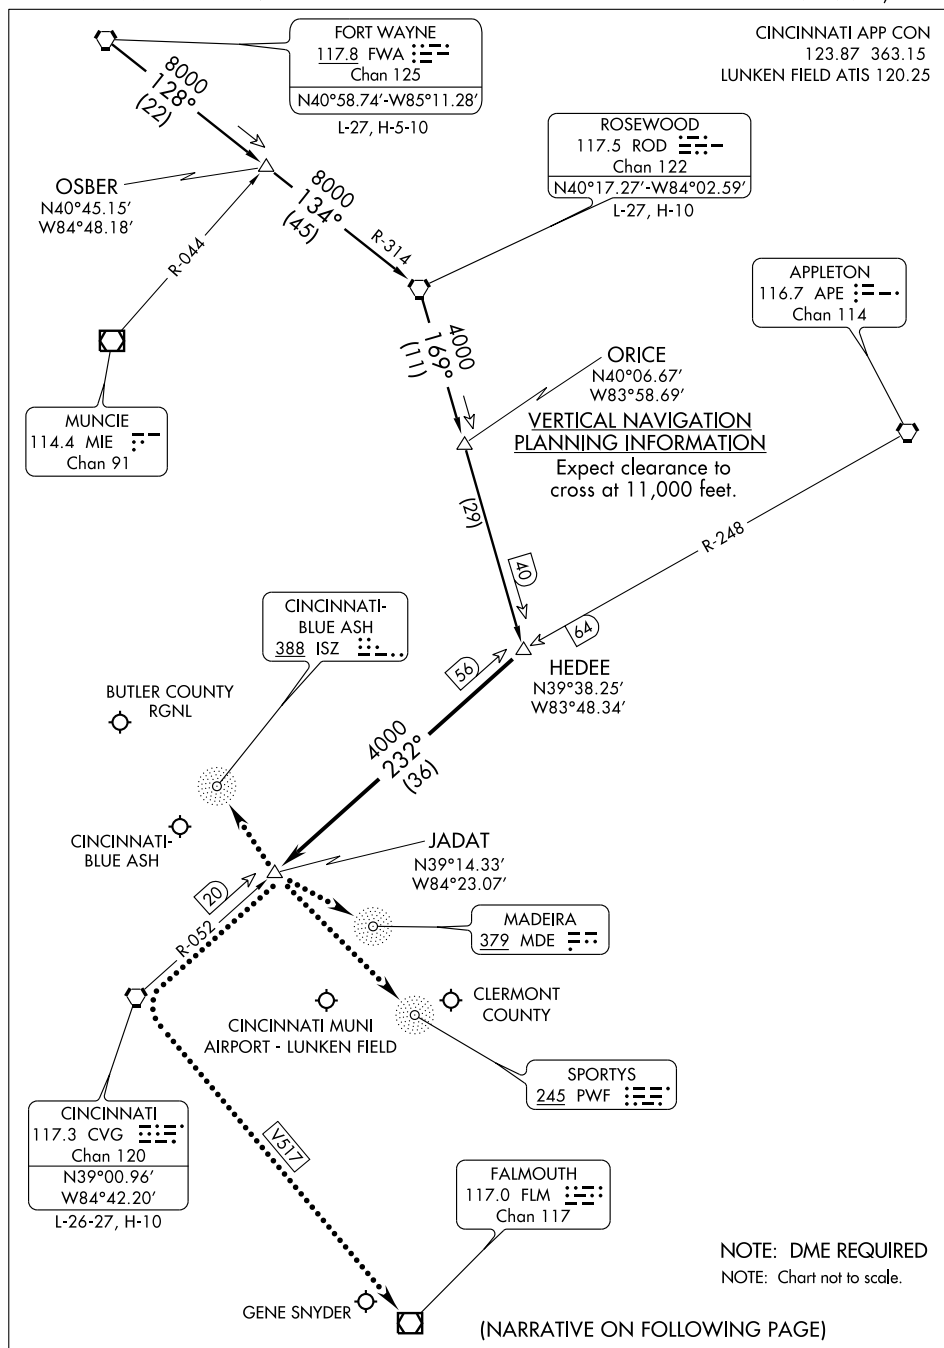 FORT WAYNE
117.8 FWA
Chan 125
N40°58.74’-W85°11.28’
L-27, H-5-10
CINCINNATI APP CON
123.87 363.15
LUNKEN FIELD ATIS 120.25
8000
128°
(22)
ROSEWOOD
117.5 ROD
Chan 122
N40°17.27’-W84°02.59’
L-27, H-10
OSBER
N40°45.15’
W84°48.18’
8000
134°
(45)
R-314
R-044
APPLETON
116.7 APE
Chan 114
4000
169°
(11)
ORICE
N40°06.67’
W83°58.69’
MUNCIE
114.4 MIE
Chan 91
VERTICAL NAVIGATION
PLANNING INFORMATION
Expect clearance to
cross at 11,000 feet.
(29)
R-248
40
64
CINCINNATI-
BLUE ASH
388 ISZ
56
HEDEE
N39°38.25’
W83°48.34’
BUTLER COUNTY
RGNL
4000
232°
(36)
CINCINNATI-
BLUE ASH
JADAT
N39°14.33’
W84°23.07’
20
R-052
MADEIRA
379 MDE
CINCINNATI MUNI
AIRPORT - LUNKEN FIELD
CLERMONT
COUNTY
SPORTYS
245 PWF
CINCINNATI
117.3 CVG
Chan 120
N39°00.96’
W84°42.20’
L-26-27, H-10
V517
FALMOUTH
117.0 FLM
Chan 117
NOTE: DME REQUIRED
NOTE: Chart not to scale.
GENE SNYDER
(NARRATIVE ON FOLLOWING PAGE)